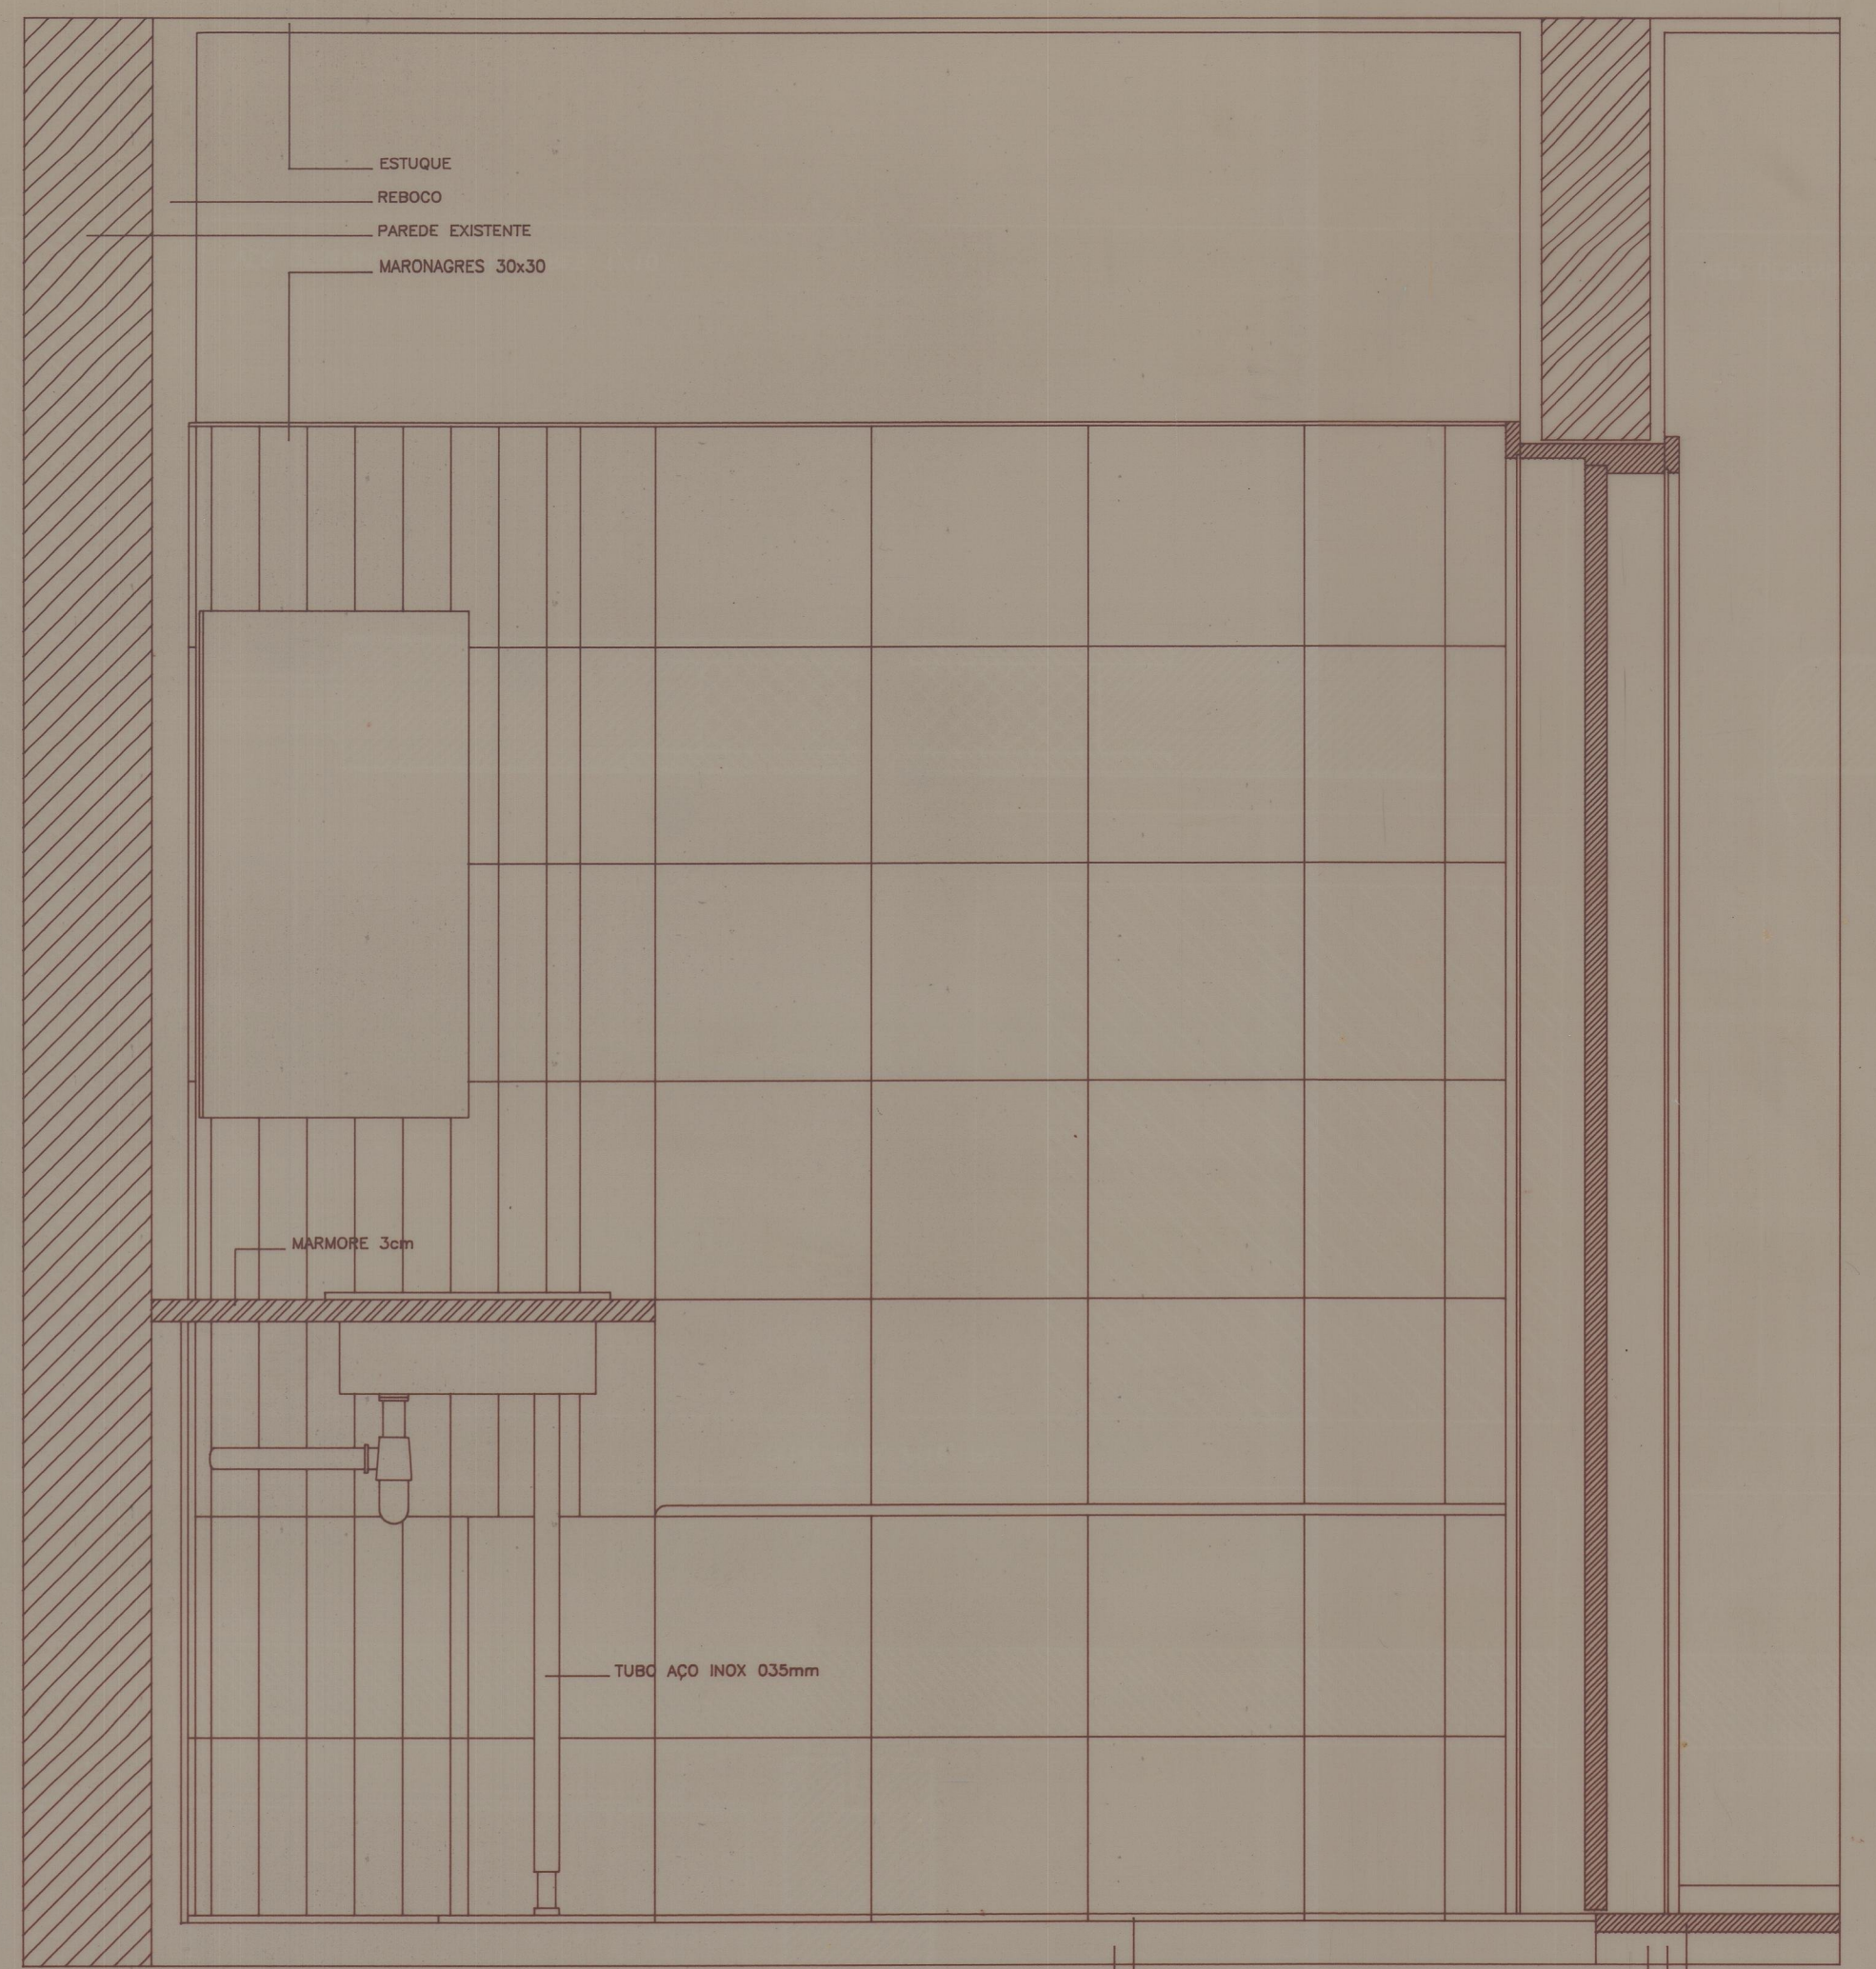 ESTUQUE
REBOCO
PAREDE EXISTENTE
MARONAGRES 30x30
MARMORE 3cm
TUBO AÇO INOX 035mm